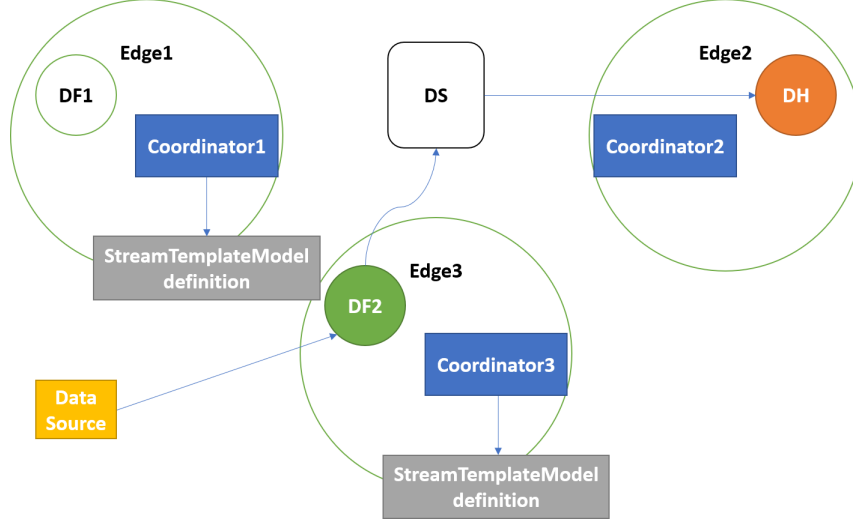 Edge1
DF1
Coordinator1
StreamTemplateModel
definition
DS
Edge2
DH
Coordinator2
Edge3
DF2
Coordinator3
Data
Source
StreamTemplateModel
definition